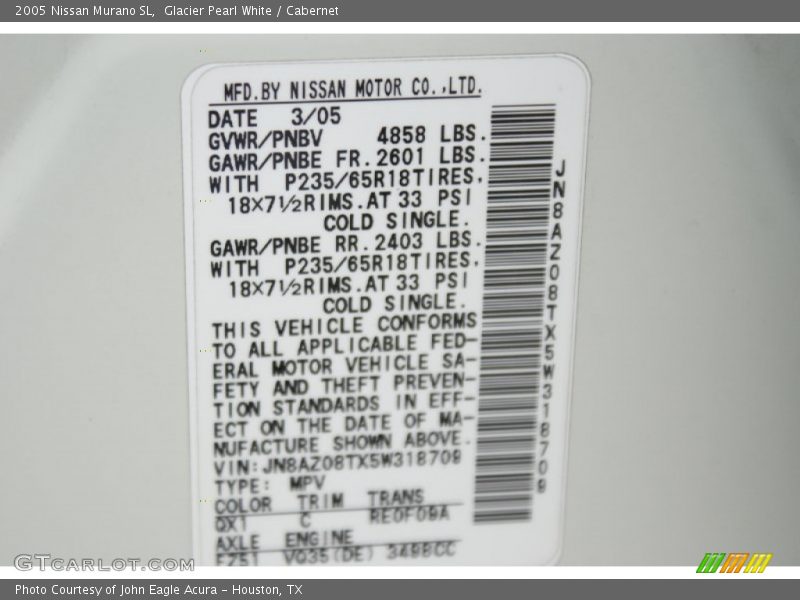 2005 Nissan Murano SL,  Glacier Pearl White / Cabernet
MFD.BY NISSAN MOTOR CO.,LTD.
DATE 3/05
GVWR/PNBV 4858 LBS.
GAWR/PNBE FR.2601 LBS.
WITH P235/65R18TIRES,
18X7½RIMS.AT 33 PSI
COLD SINGLE.
GAWR/PNBE RR.2403 LBS.
WITH P235/65R18TIRES,
18X7½RIMS.AT 33 PSI
COLD SINGLE.
THIS VEHICLE CONFORMS
TO ALL APPLICABLE FED-
ERAL MOTOR VEHICLE SA-
FETY AND THEFT PREVEN-
TION STANDARDS IN EFF-
ECT ON THE DATE OF MA-
NUFACTURE SHOWN ABOVE.
VIN:JN8AZ08TX5W318709
TYPE: MPV
COLOR TRIM TRANS
QX1 C RE0F09A
AXLE ENGINE
FZ51 VQ35(DE) 3498CC
JN8AZ08TX5W318709
GTCARLOT.COM
Photo Courtesy of John Eagle Acura - Houston, TX